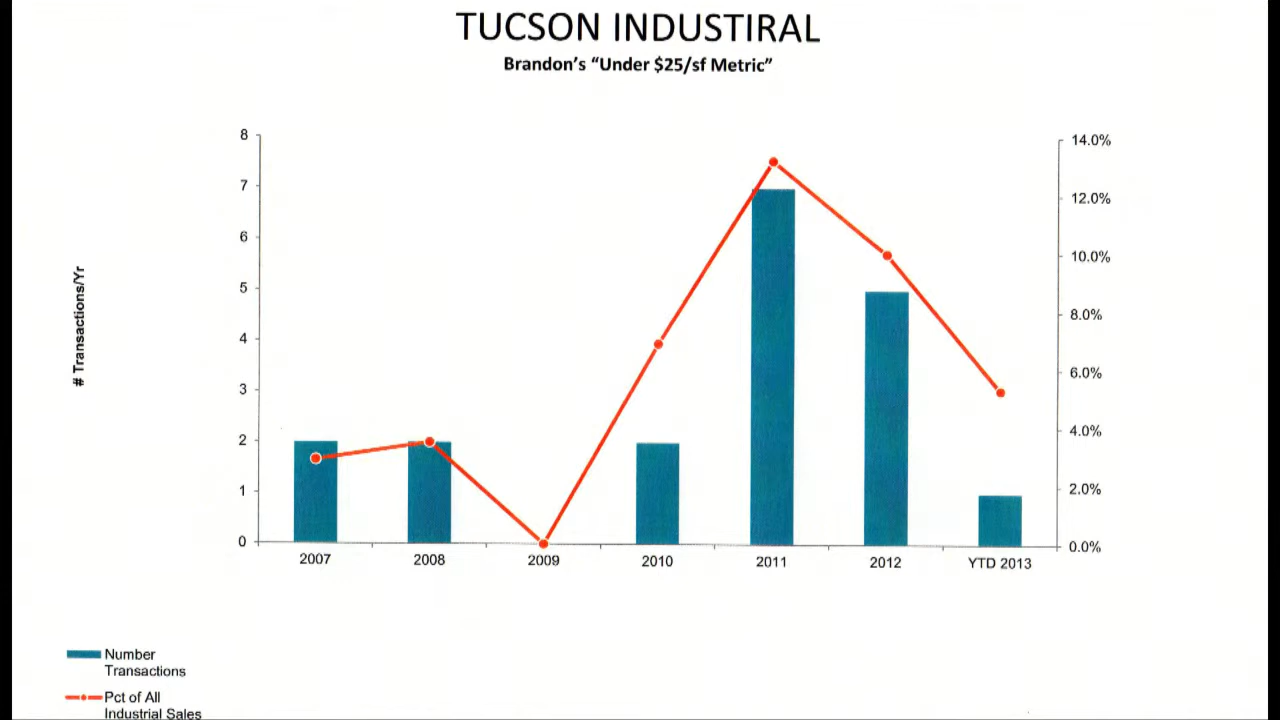 TUCSON INDUSTIRAL
Brandon's “Under $25/sf Metric”
8
7
6
5
4
3
2
1
0
# Transactions/Yr
14.0%
12.0%
10.0%
8.0%
6.0%
4.0%
2.0%
0.0%
2007 2008 2009 2010 2011 2012 YTD 2013
Number
Transactions
Pct of All
Industrial Sales